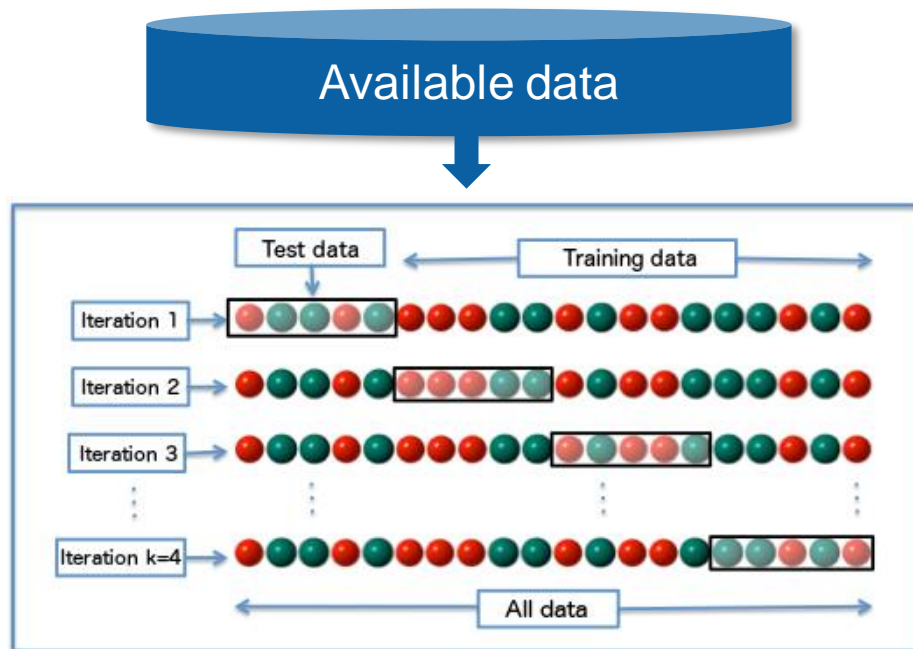 Available data
Test data
Training data
Iteration 1
Iteration 2
Iteration 3
Iteration k=4
All data